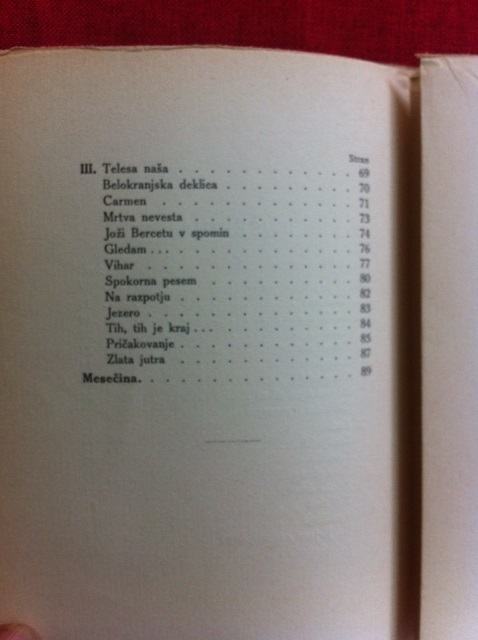 Stran
III. Telesa naša . . . . . . . . . . . 69
Belokranjska deklica . . . . . . . . . 70
Carmen . . . . . . . . . . . . 71
Mrtva nevesta . . . . . . . . . . 73
Joži Bercetu v spomin . . . . . . . . 74
Gledam . . . . . . . . . . . . . 76
Vihar . . . . . . . . . . . . . 77
Spokorna pesem . . . . . . . . . . 80
Na razpotju . . . . . . . . . . . 82
Jezero . . . . . . . . . . . . . 83
Tih, tih je kraj . . . . . . . . . . . 84
Pričakovanje . . . . . . . . . . . 85
Zlata jutra . . . . . . . . . . . 87
Mesečina. . . . . . . . . . . . . . 89